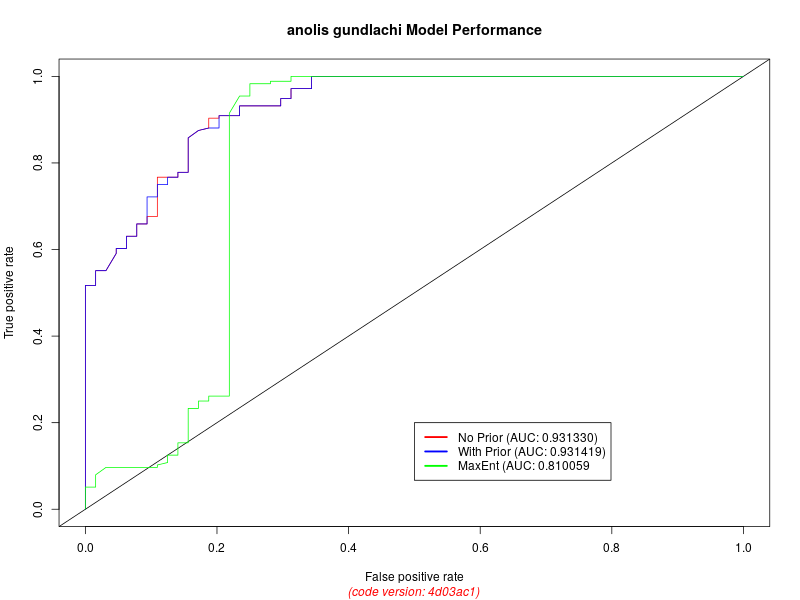 anolis gundlachi Model Performance
True positive rate
1.0
0.8
0.6
0.4
0.2
0.0
No Prior (AUC: 0.931330)
With Prior (AUC: 0.931419)
MaxEnt (AUC: 0.810059
0.0 0.2 0.4 0.6 0.8 1.0
False positive rate
(code version: 4d03ac1)